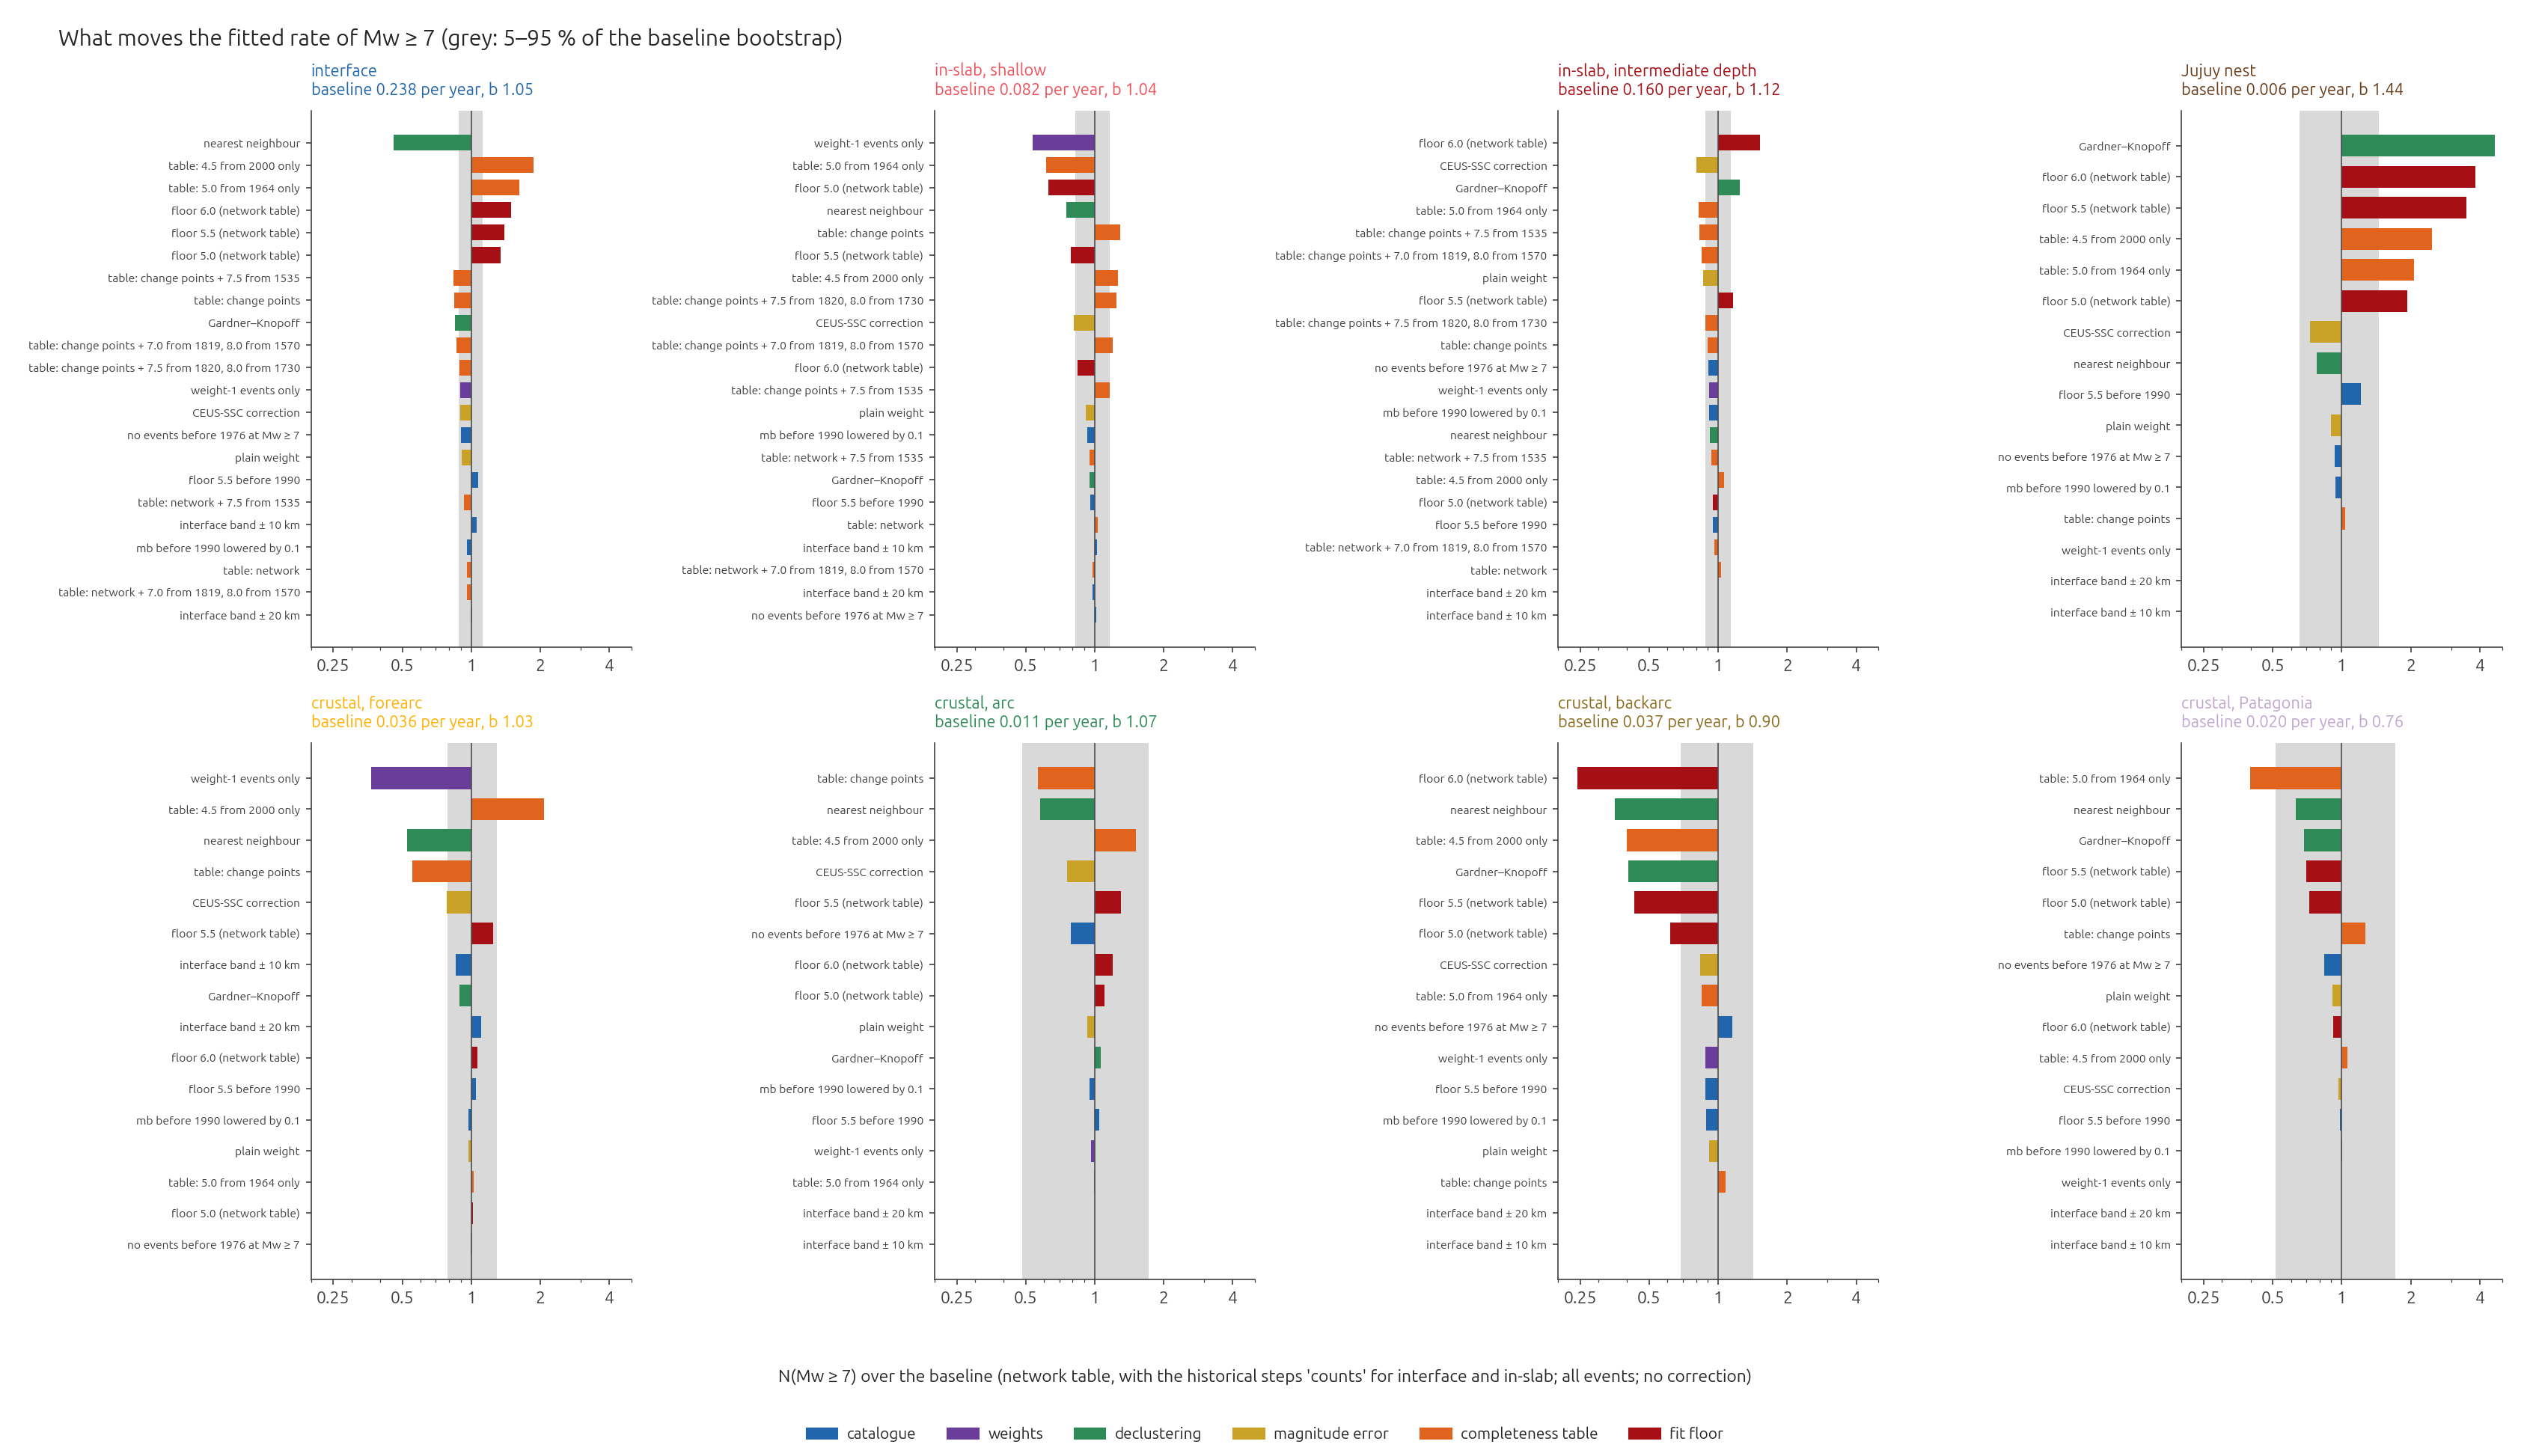 What moves the fitted rate of Mw ≥ 7 (grey: 5–95 % of the baseline bootstrap)
interface
baseline 0.238 per year, b 1.05
nearest neighbour
table: 4.5 from 2000 only
table: 5.0 from 1964 only
floor 6.0 (network table)
floor 5.5 (network table)
floor 5.0 (network table)
table: change points + 7.5 from 1535
table: change points
Gardner–Knopoff
table: change points + 7.0 from 1819, 8.0 from 1570
table: change points + 7.5 from 1820, 8.0 from 1730
weight-1 events only
CEUS-SSC correction
no events before 1976 at Mw ≥ 7
plain weight
floor 5.5 before 1990
table: network + 7.5 from 1535
interface band ± 10 km
mb before 1990 lowered by 0.1
table: network
table: network + 7.0 from 1819, 8.0 from 1570
interface band ± 20 km
0.25 0.5 1 2 4
in-slab, shallow
baseline 0.082 per year, b 1.04
weight-1 events only
table: 5.0 from 1964 only
floor 5.0 (network table)
nearest neighbour
table: change points
floor 5.5 (network table)
table: 4.5 from 2000 only
table: change points + 7.5 from 1820, 8.0 from 1730
CEUS-SSC correction
table: change points + 7.0 from 1819, 8.0 from 1570
floor 6.0 (network table)
table: change points + 7.5 from 1535
plain weight
mb before 1990 lowered by 0.1
table: network + 7.5 from 1535
Gardner–Knopoff
floor 5.5 before 1990
table: network
interface band ± 10 km
table: network + 7.0 from 1819, 8.0 from 1570
interface band ± 20 km
no events before 1976 at Mw ≥ 7
0.25 0.5 1 2 4
in-slab, intermediate depth
baseline 0.160 per year, b 1.12
floor 6.0 (network table)
CEUS-SSC correction
Gardner–Knopoff
table: 5.0 from 1964 only
table: change points + 7.5 from 1535
table: change points + 7.0 from 1819, 8.0 from 1570
plain weight
floor 5.5 (network table)
table: change points + 7.5 from 1820, 8.0 from 1730
table: change points
no events before 1976 at Mw ≥ 7
weight-1 events only
mb before 1990 lowered by 0.1
nearest neighbour
table: network + 7.5 from 1535
table: 4.5 from 2000 only
floor 5.0 (network table)
floor 5.5 before 1990
table: network + 7.0 from 1819, 8.0 from 1570
table: network
interface band ± 20 km
interface band ± 10 km
0.25 0.5 1 2 4
Jujuy nest
baseline 0.006 per year, b 1.44
Gardner–Knopoff
floor 6.0 (network table)
floor 5.5 (network table)
table: 4.5 from 2000 only
table: 5.0 from 1964 only
floor 5.0 (network table)
CEUS-SSC correction
nearest neighbour
floor 5.5 before 1990
plain weight
no events before 1976 at Mw ≥ 7
mb before 1990 lowered by 0.1
table: change points
weight-1 events only
interface band ± 20 km
interface band ± 10 km
0.25 0.5 1 2 4
crustal, forearc
baseline 0.036 per year, b 1.03
weight-1 events only
table: 4.5 from 2000 only
nearest neighbour
table: change points
CEUS-SSC correction
floor 5.5 (network table)
interface band ± 10 km
Gardner–Knopoff
interface band ± 20 km
floor 6.0 (network table)
floor 5.5 before 1990
mb before 1990 lowered by 0.1
plain weight
table: 5.0 from 1964 only
floor 5.0 (network table)
no events before 1976 at Mw ≥ 7
0.25 0.5 1 2 4
crustal, arc
baseline 0.011 per year, b 1.07
table: change points
nearest neighbour
table: 4.5 from 2000 only
CEUS-SSC correction
floor 5.5 (network table)
no events before 1976 at Mw ≥ 7
floor 6.0 (network table)
floor 5.0 (network table)
plain weight
Gardner–Knopoff
mb before 1990 lowered by 0.1
floor 5.5 before 1990
weight-1 events only
table: 5.0 from 1964 only
interface band ± 20 km
interface band ± 10 km
0.25 0.5 1 2 4
crustal, backarc
baseline 0.037 per year, b 0.90
floor 6.0 (network table)
nearest neighbour
table: 4.5 from 2000 only
Gardner–Knopoff
floor 5.5 (network table)
floor 5.0 (network table)
CEUS-SSC correction
table: 5.0 from 1964 only
no events before 1976 at Mw ≥ 7
weight-1 events only
floor 5.5 before 1990
mb before 1990 lowered by 0.1
plain weight
table: change points
interface band ± 20 km
interface band ± 10 km
0.25 0.5 1 2 4
crustal, Patagonia
baseline 0.020 per year, b 0.76
table: 5.0 from 1964 only
nearest neighbour
Gardner–Knopoff
floor 5.5 (network table)
floor 5.0 (network table)
table: change points
no events before 1976 at Mw ≥ 7
plain weight
floor 6.0 (network table)
table: 4.5 from 2000 only
CEUS-SSC correction
floor 5.5 before 1990
mb before 1990 lowered by 0.1
weight-1 events only
interface band ± 20 km
interface band ± 10 km
0.25 0.5 1 2 4
N(Mw ≥ 7) over the baseline (network table, with the historical steps 'counts' for interface and in-slab; all events; no correction)
catalogue weights declustering magnitude error completeness table fit floor